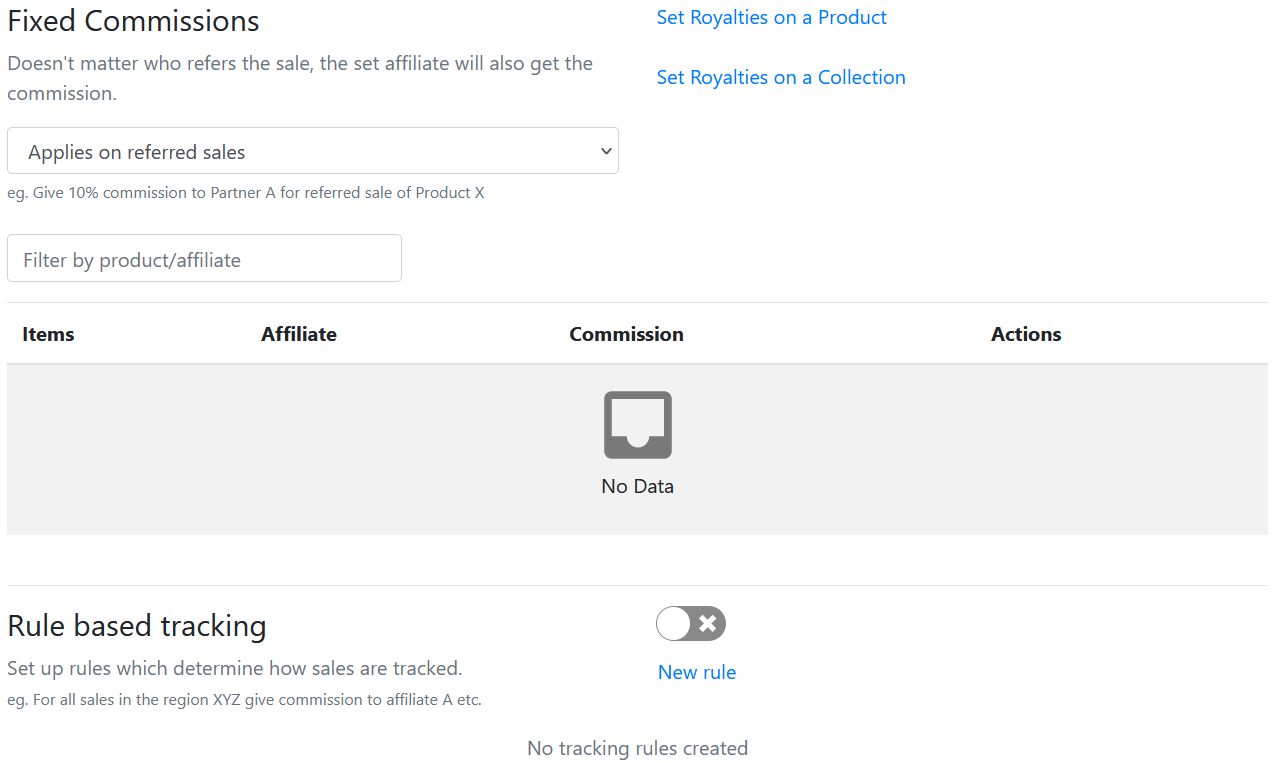 Fixed Commissions
Doesn't matter who refers the sale, the set affiliate will also get the
commission.
Set Royalties on a Product
Set Royalties on a Collection
Applies on referred sales
eg. Give 10% commission to Partner A for referred sale of Product X
Filter by product/affiliate
Items Affiliate Commission Actions
No Data
Rule based tracking
Set up rules which determine how sales are tracked.
eg. For all sales in the region XYZ give commission to affiliate A etc.
New rule
No tracking rules created